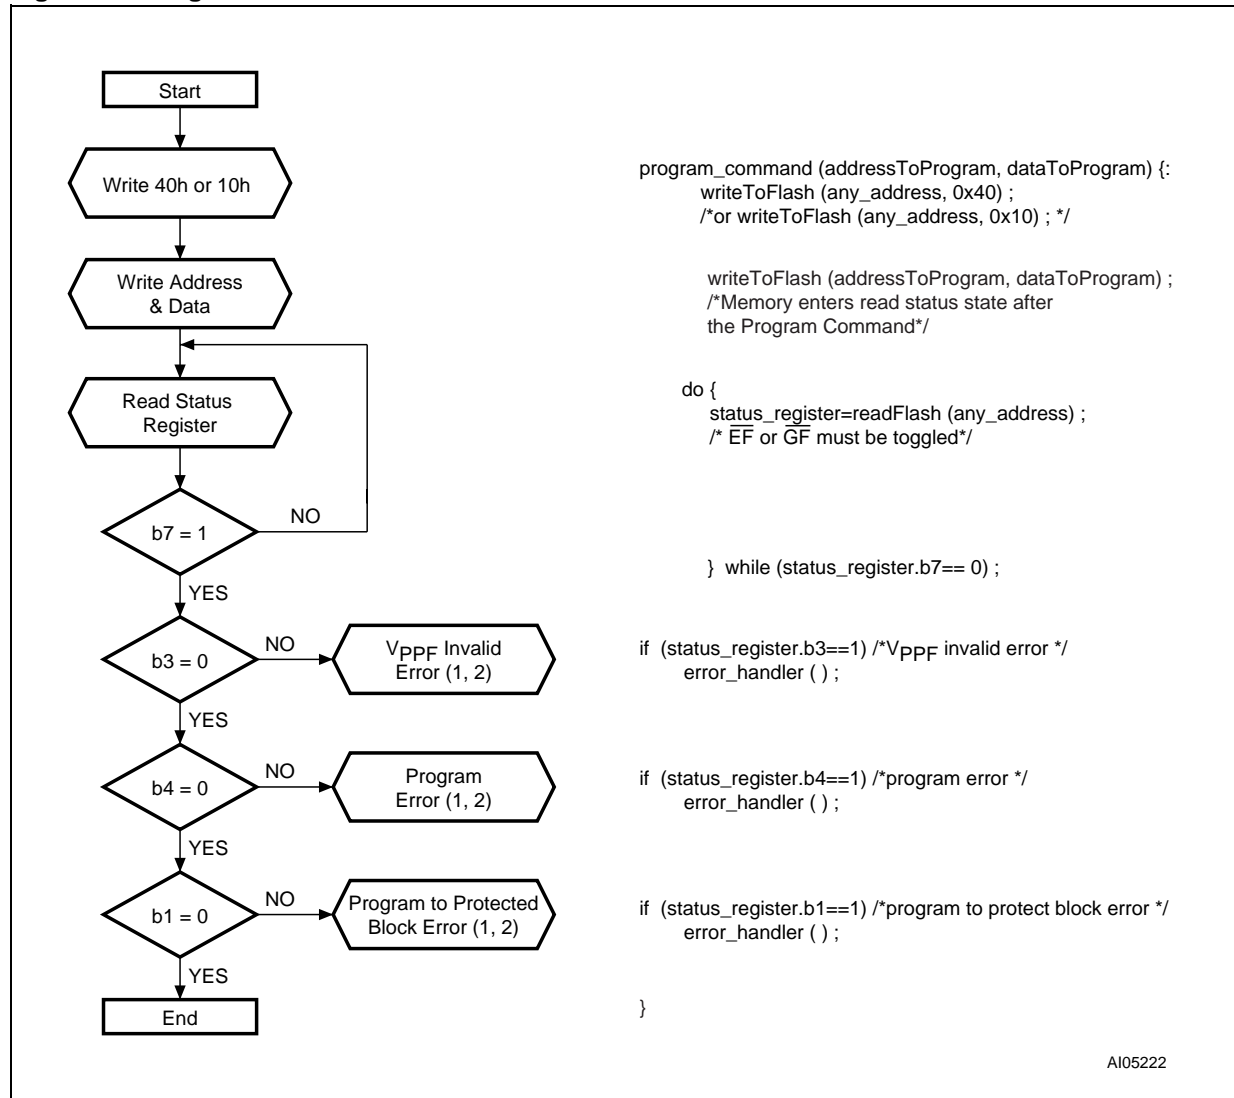 Start
Write 40h or 10h
Write Address
& Data
Read Status
Register
b7 = 1
NO
YES
b3 = 0
NO
VPPF Invalid
Error (1, 2)
YES
b4 = 0
NO
Program
Error (1, 2)
YES
b1 = 0
NO
Program to Protected
Block Error (1, 2)
YES
End
program_command (addressToProgram, dataToProgram) {:
writeToFlash (any_address, 0x40) ;
/*or writeToFlash (any_address, 0x10) ; */
writeToFlash (addressToProgram, dataToProgram) ;
/*Memory enters read status state after
the Program Command*/
do {
status_register=readFlash (any_address) ;
/* E̅F̅ or G̅F̅ must be toggled*/
} while (status_register.b7== 0) ;
if (status_register.b3==1) /*VPPF invalid error */
error_handler ( ) ;
if (status_register.b4==1) /*program error */
error_handler ( ) ;
if (status_register.b1==1) /*program to protect block error */
error_handler ( ) ;
}
AI05222